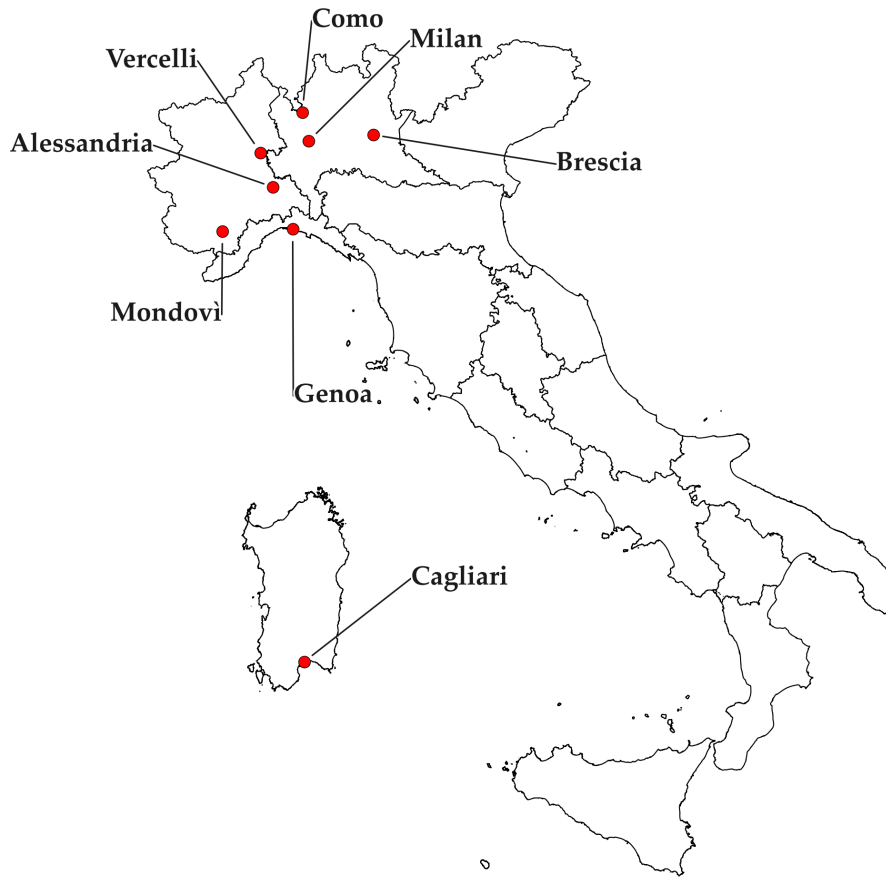 Como
Milan
Vercelli
Alessandria
Brescia
Mondovì
Genoa
Cagliari